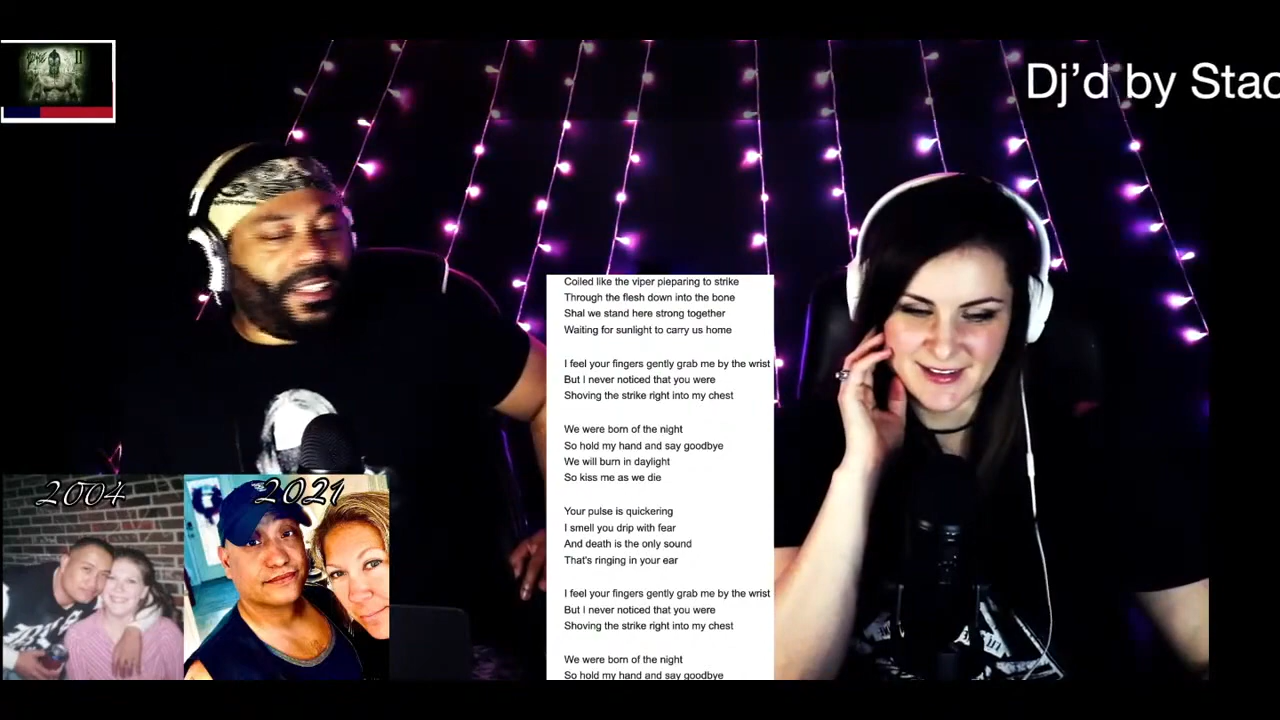 Dj'd by Stac
Coiled like the viper pieparing to strike
Through the flesh down into the bone
Shal we stand here strong together
Waiting for sunlight to carry us home
I feel your fingers gently grab me by the wrist
But I never noticed that you were
Shoving the strike right into my chest
We were born of the night
So hold my hand and say goodbye
We will burn in daylight
So kiss me as we die
Your pulse is quickering
I smell you drip with fear
And death is the only sound
That's ringing in your ear
I feel your fingers gently grab me by the wrist
But I never noticed that you were
Shoving the strike right into my chest
We were born of the night
So hold my hand and say goodbye
2004
2021